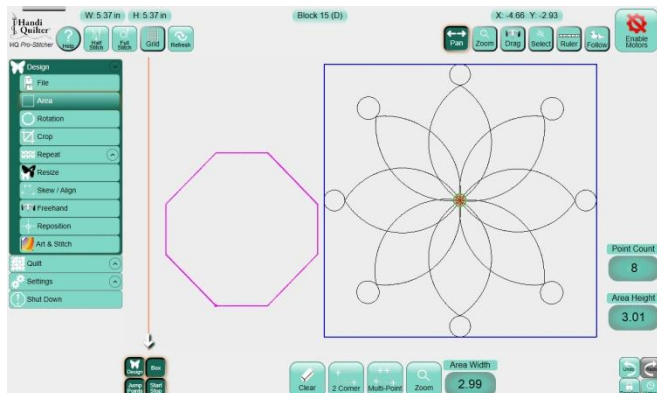 Handi
Quilter
HQ Pro-Stitcher
W: 5.37 in H: 5.37 in
Block 15 (D)
X: -4.66 Y: -2.93
Help
Half Stitch
Full Stitch
Grid
Refresh
Pan
Zoom
Drag
Select
Ruler
Follow
Enable Motors
Design
File
Area
Rotation
Crop
Repeat
Resize
Skew / Align
Freehand
Reposition
Art & Stitch
Quilt
Settings
Shut Down
Point Count
8
Area Height
3.01
Design
Box
Jump Points
Start Stop
Clear
2 Corner
Multi-Point
Zoom
Area Width
2.99
Undo